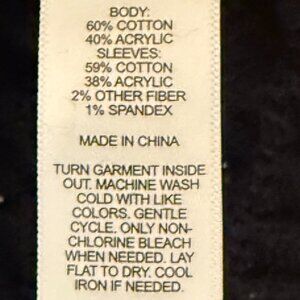 BODY:
60% COTTON
40% ACRYLIC
SLEEVES:
59% COTTON
38% ACRYLIC
2% OTHER FIBER
1% SPANDEX
MADE IN CHINA
TURN GARMENT INSIDE
OUT. MACHINE WASH
COLD WITH LIKE
COLORS. GENTLE
CYCLE. ONLY NON-
CHLORINE BLEACH
WHEN NEEDED. LAY
FLAT TO DRY. COOL
IRON IF NEEDED.